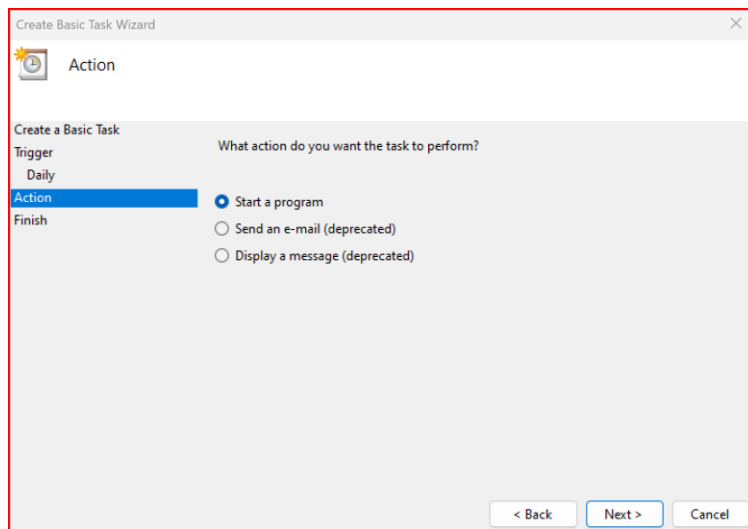 Create Basic Task Wizard
Action
Create a Basic Task
Trigger
Daily
Action
Finish
What action do you want the task to perform?
Start a program
Send an e-mail (deprecated)
Display a message (deprecated)
< Back
Next >
Cancel